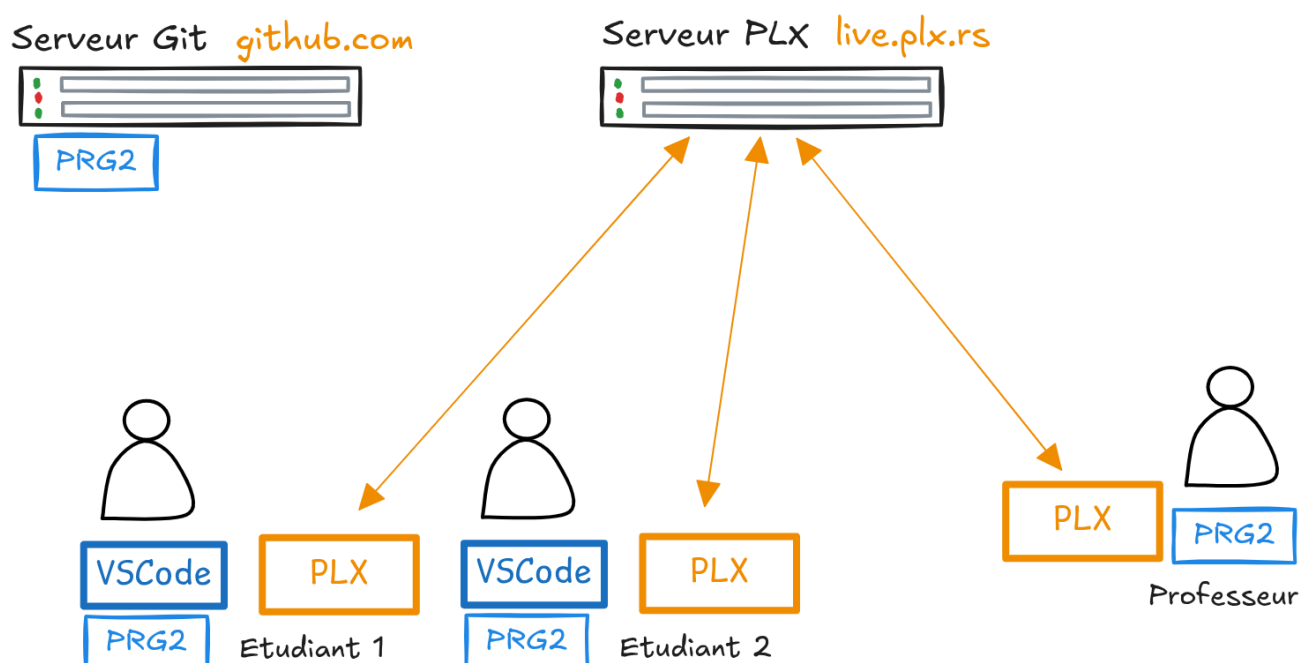 Serveur Git github.com
Serveur PLX live.plx.rs
PRG2
VSCode
PLX
PRG2
Etudiant 1
VSCode
PLX
PRG2
Etudiant 2
PLX
PRG2
Professeur